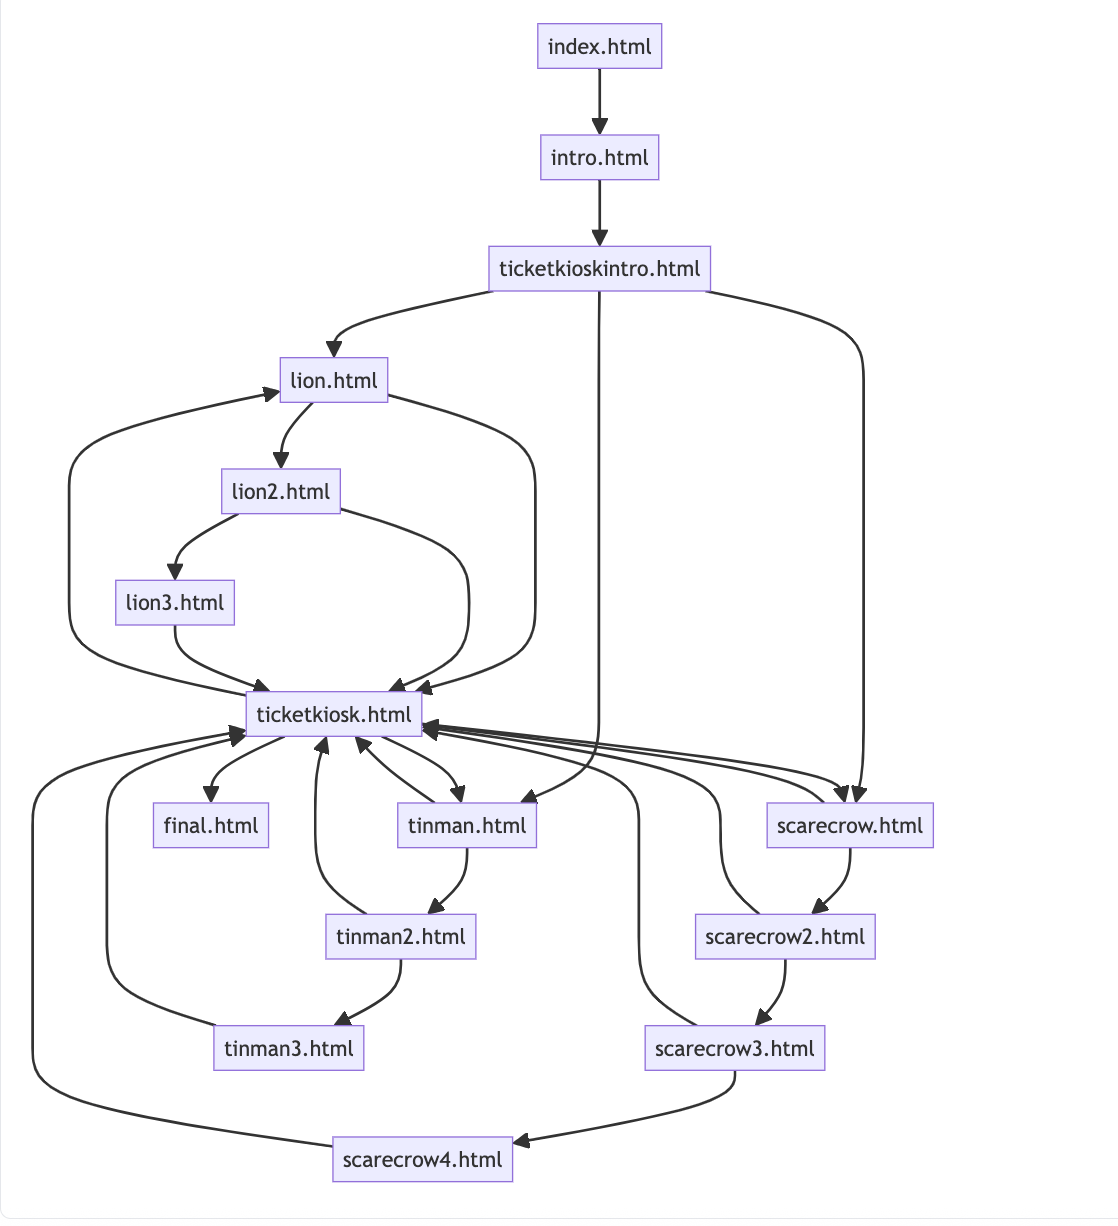 index.html
intro.html
ticketkioskintro.html
lion.html
lion2.html
lion3.html
ticketkiosk.html
final.html
tinman.html
scarecrow.html
tinman2.html
scarecrow2.html
tinman3.html
scarecrow3.html
scarecrow4.html